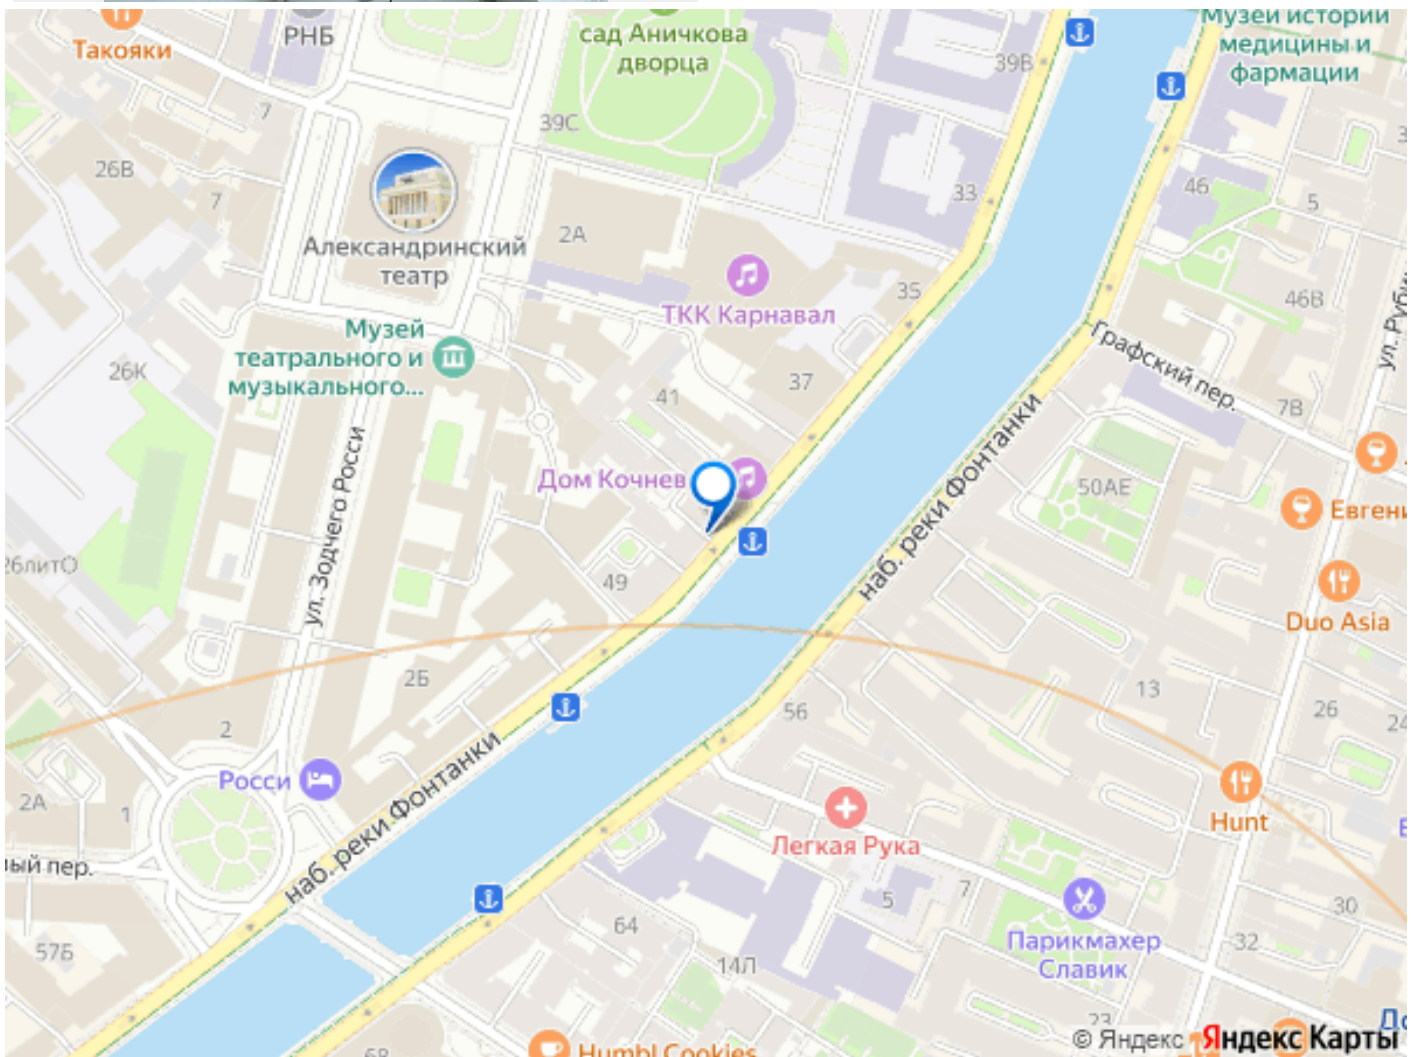 Такояки
РНБ
сад Аничкова
дворца
Музей истории
медицины и
фармации
39В
39С
7
26В
7
2А
33
46
5
Александринский
театр
ТКК Карнавал
35
46В
Музей
театрального и
музыкального...
26К
41
37
Графский пер.
7В
ул. Зодчего Росси
Дом Кочнев
50АЕ
наб. реки Фонтанки
Евгени
26литО
49
Duo Asia
2Б
13
56
26
24
2
Росси
2А
1
наб. реки Фонтанки
Легкая Рука
Hunt
ый пер.
5
7
30
57Б
64
14Л
Парикмахер
Славик
32
23
© Яндекс Яндекс Карты
68
Humbl Cookies